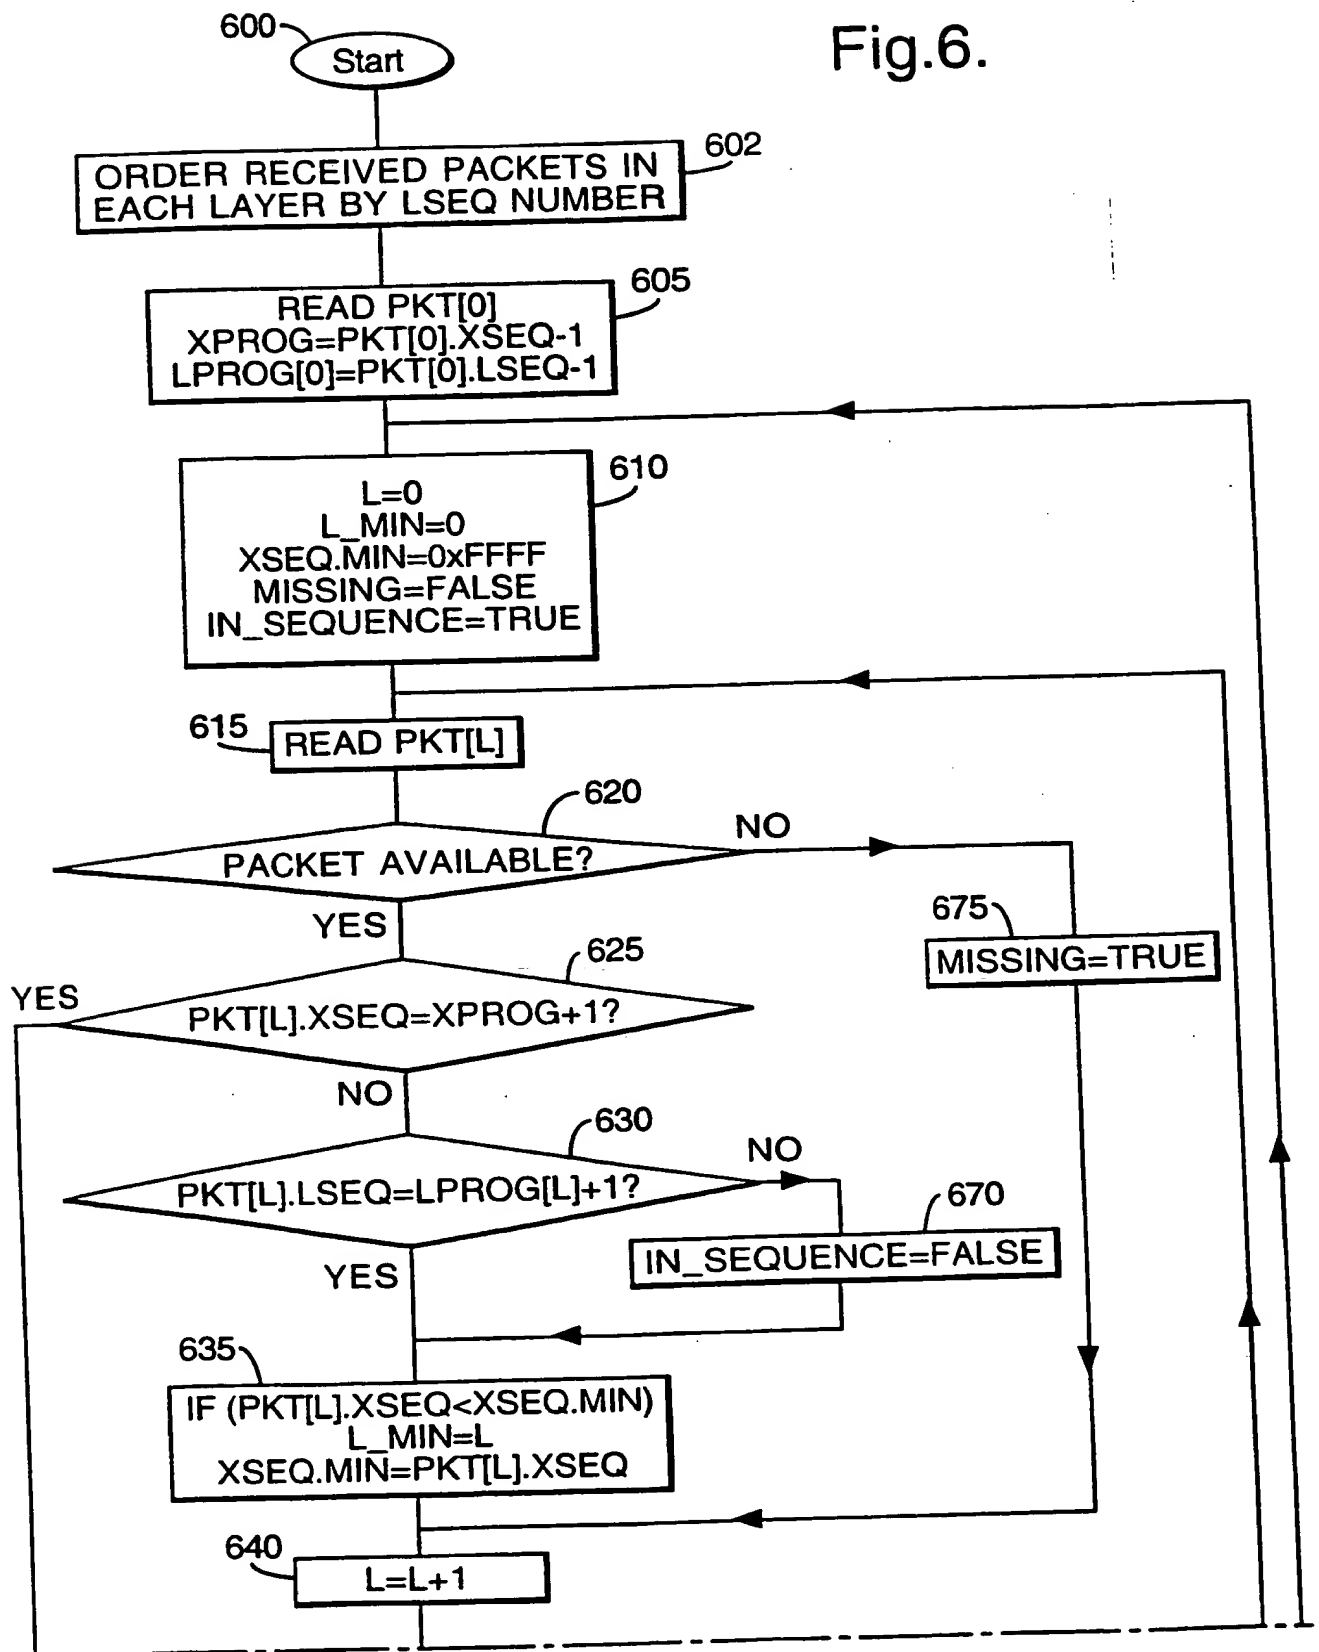 Fig.6.
600
Start
602
ORDER RECEIVED PACKETS IN
EACH LAYER BY LSEQ NUMBER
605
READ PKT[0]
XPROG=PKT[0].XSEQ-1
LPROG[0]=PKT[0].LSEQ-1
610
L=0
L_MIN=0
XSEQ.MIN=0xFFFF
MISSING=FALSE
IN_SEQUENCE=TRUE
615
READ PKT[L]
620
PACKET AVAILABLE?
NO
YES
675
MISSING=TRUE
625
YES
PKT[L].XSEQ=XPROG+1?
NO
630
NO
PKT[L].LSEQ=LPROG[L]+1?
670
IN_SEQUENCE=FALSE
YES
635
IF (PKT[L].XSEQ<XSEQ.MIN)
L_MIN=L
XSEQ.MIN=PKT[L].XSEQ
640
L=L+1